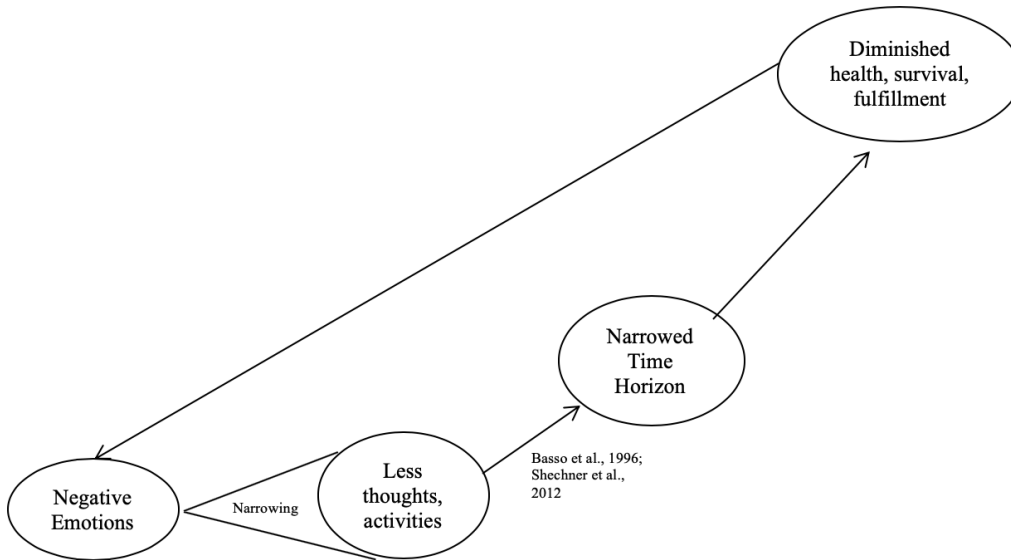 Diminished
health, survival,
fulfillment
Narrowed
Time
Horizon
Basso et al., 1996;
Shechner et al.,
2012
Less
thoughts,
activities
Narrowing
Negative
Emotions